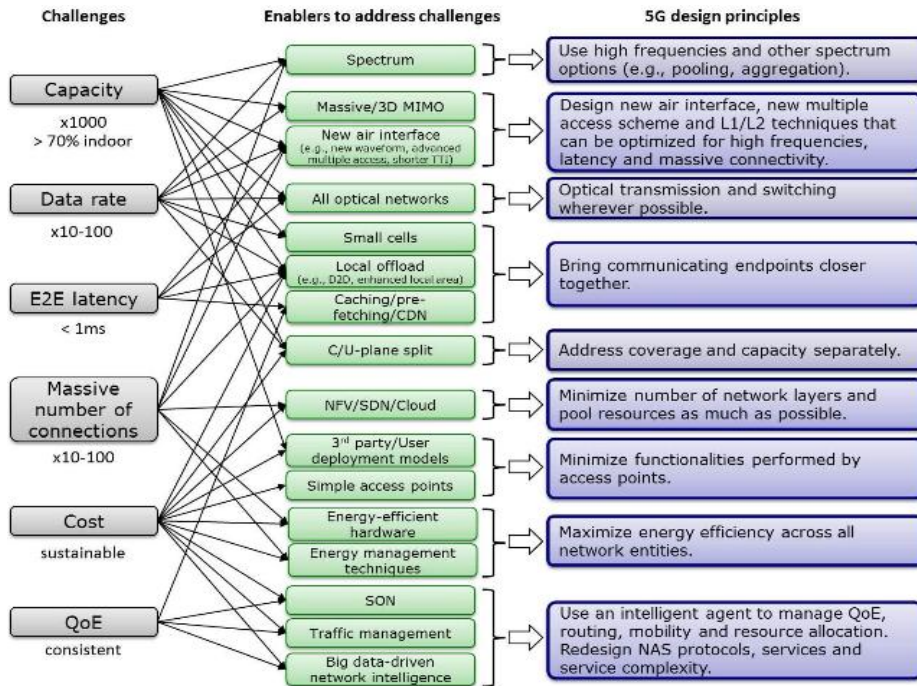 Challenges
Enablers to address challenges
5G design principles
Capacity
x1000
> 70% indoor
Data rate
x10-100
E2E latency
< 1ms
Massive
number of
connections
x10-100
Cost
sustainable
QoE
consistent
Spectrum
Massive/3D MIMO
New air interface
(e.g., new waveform, advanced
multiple access, shorter TTI)
All optical networks
Small cells
Local offload
(e.g., D2D, enhanced local area)
Caching/pre-
fetching/CDN
C/U-plane split
NFV/SDN/Cloud
3rd party/User
deployment models
Simple access points
Energy-efficient
hardware
Energy management
techniques
SON
Traffic management
Big data-driven
network intelligence
Use high frequencies and other spectrum
options (e.g., pooling, aggregation).
Design new air interface, new multiple
access scheme and L1/L2 techniques that
can be optimized for high frequencies,
latency and massive connectivity.
Optical transmission and switching
wherever possible.
Bring communicating endpoints closer
together.
Address coverage and capacity separately.
Minimize number of network layers and
pool resources as much as possible.
Minimize functionalities performed by
access points.
Maximize energy efficiency across all
network entities.
Use an intelligent agent to manage QoE,
routing, mobility and resource allocation.
Redesign NAS protocols, services and
service complexity.